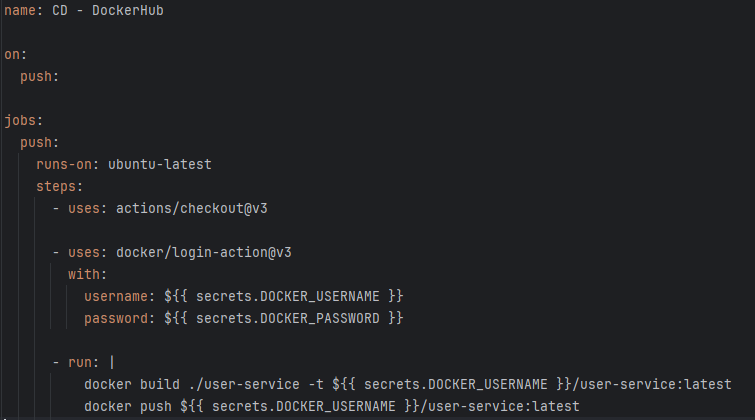 name: CD - DockerHub
on:
push:
jobs:
push:
runs-on: ubuntu-latest
steps:
- uses: actions/checkout@v3
- uses: docker/login-action@v3
with:
username: ${{ secrets.DOCKER_USERNAME }}
password: ${{ secrets.DOCKER_PASSWORD }}
- run: |
docker build ./user-service -t ${{ secrets.DOCKER_USERNAME }}/user-service:latest
docker push ${{ secrets.DOCKER_USERNAME }}/user-service:latest